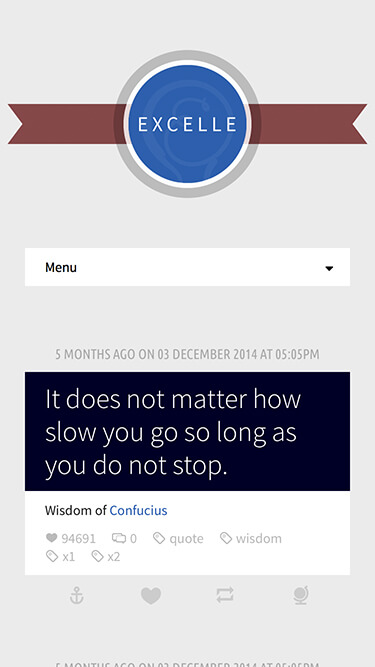 EXCELLE
Menu
5 MONTHS AGO ON 03 DECEMBER 2014 AT 05:05PM
It does not matter how
slow you go so long as
you do not stop.
Wisdom of Confucius
94691 0 quote wisdom
x1 x2
5 MONTHS AGO ON 03 DECEMBER 2014 AT 05:05PM